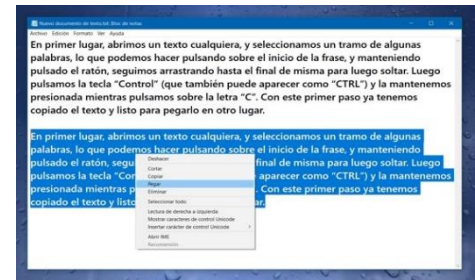 Nuevo documento de texto.txt: Bloc de notas
Archivo Edición Formato Ver Ayuda
En primer lugar, abrimos un texto cualquiera, y seleccionamos un tramo de algunas
palabras, lo que podemos hacer pulsando sobre el inicio de la frase, y manteniendo
pulsado el ratón, seguimos arrastrando hasta el final de misma para luego soltar. Luego
pulsamos la tecla "Control" (que también puede aparecer como "CTRL") y la mantenemos
presionada mientras pulsamos sobre la letra "C". Con este primer paso ya tenemos
copiado el texto y listo para pegarlo en otro lugar.
En primer lugar, abrimos un texto cualquiera, y seleccionamos un tramo de algunas
palabras, lo que podemos hacer pulsando sobre el inicio de la frase, y manteniendo
pulsado el ratón, segu final de misma para luego soltar. Luego
pulsamos la tecla "Con e aparecer como "CTRL") y la mantenemos
presionada mientras p . Con este primer paso ya tenemos
copiado el texto y listo ar.
Deshacer
Cortar
Copiar
Pegar
Eliminar
Seleccionar todo
Lectura de derecha a izquierda
Mostrar caracteres de control Unicode
Insertar carácter de control Unicode
Abrir IME
Reconversión